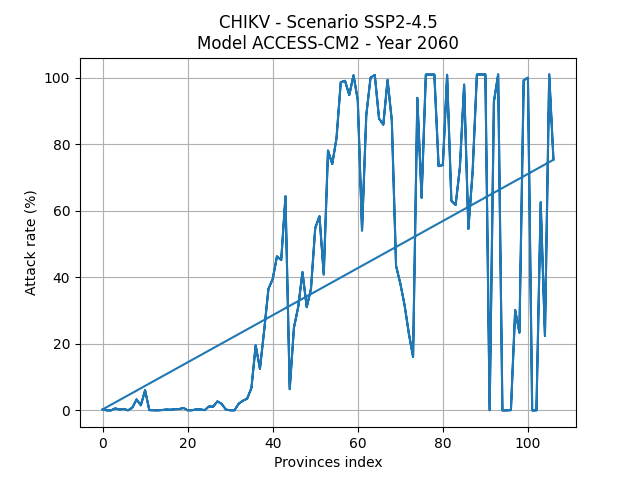 CHIKV - Scenario SSP2-4.5
Model ACCESS-CM2 - Year 2060
Attack rate (%)
100
80
60
40
20
0
0 20 40 60 80 100
Provinces index